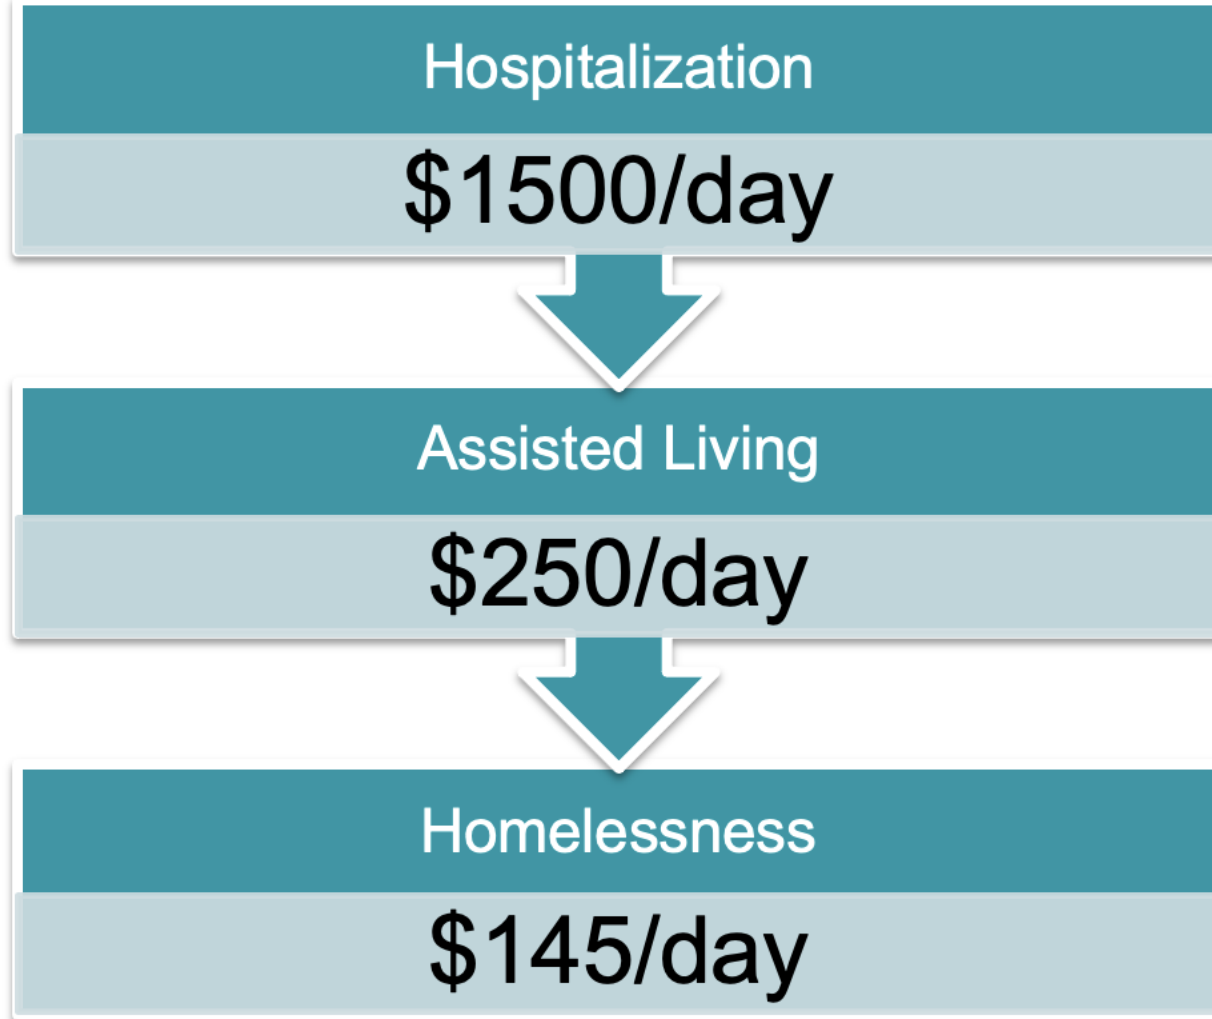 Hospitalization
$1500/day
Assisted Living
$250/day
Homelessness
$145/day